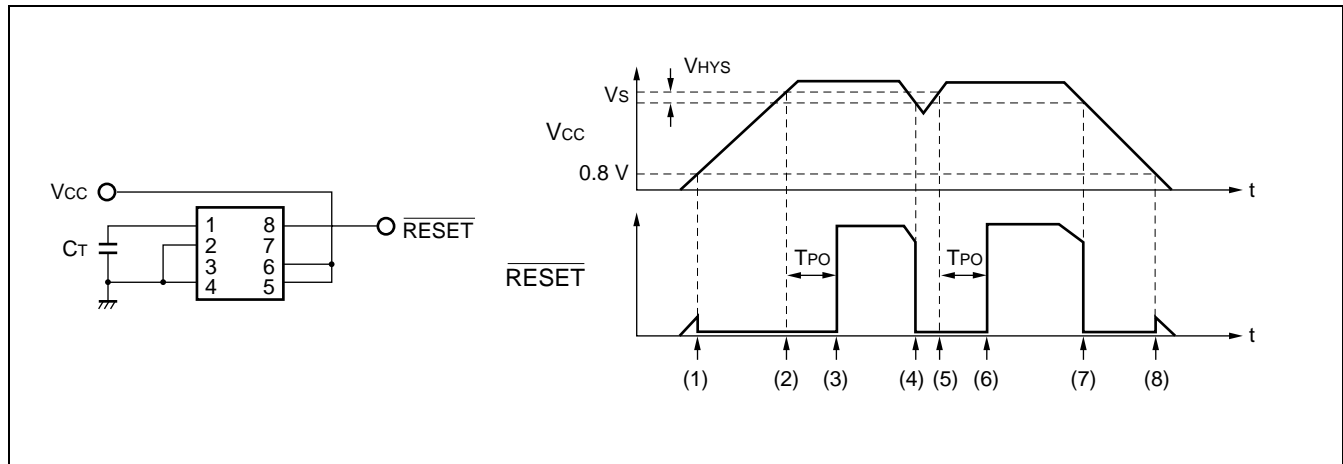 VCC
CT
1 8
2 7
3 6
4 5
RESET
VHYS
VS
VCC
0.8 V
t
RESET
TPO TPO
t
(1) (2) (3) (4) (5) (6) (7) (8)